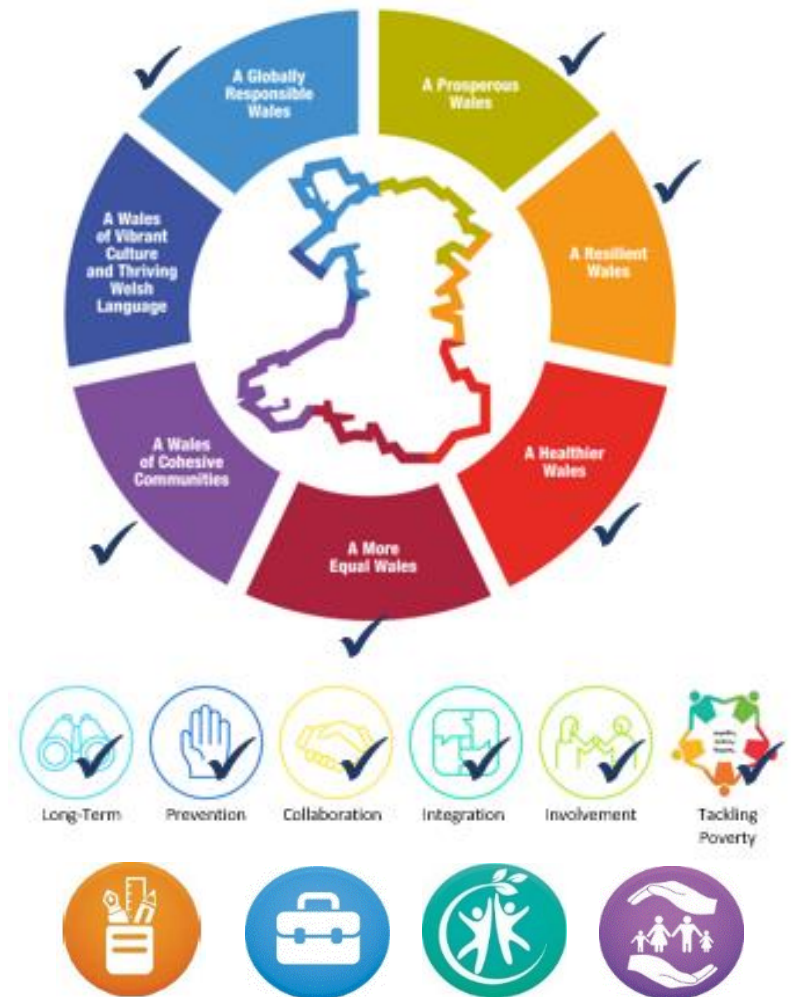 A Globally
Responsible
Wales
A Prosperous
Wales
A Resilient
Wales
A Healthier
Wales
A More
Equal Wales
A Wales
of Cohesive
Communities
A Wales
of Vibrant
Culture
and Thriving
Welsh
Language
Long-Term
Prevention
Collaboration
Integration
Involvement
Tackling
Poverty